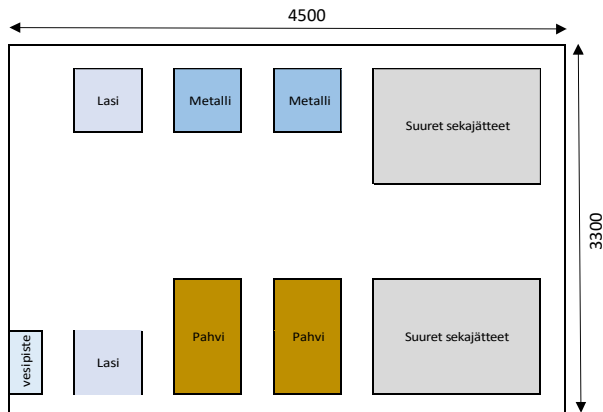 4500
Lasi
Metalli
Metalli
Suuret sekajätteet
3300
vesipiste
Lasi
Pahvi
Pahvi
Suuret sekajätteet